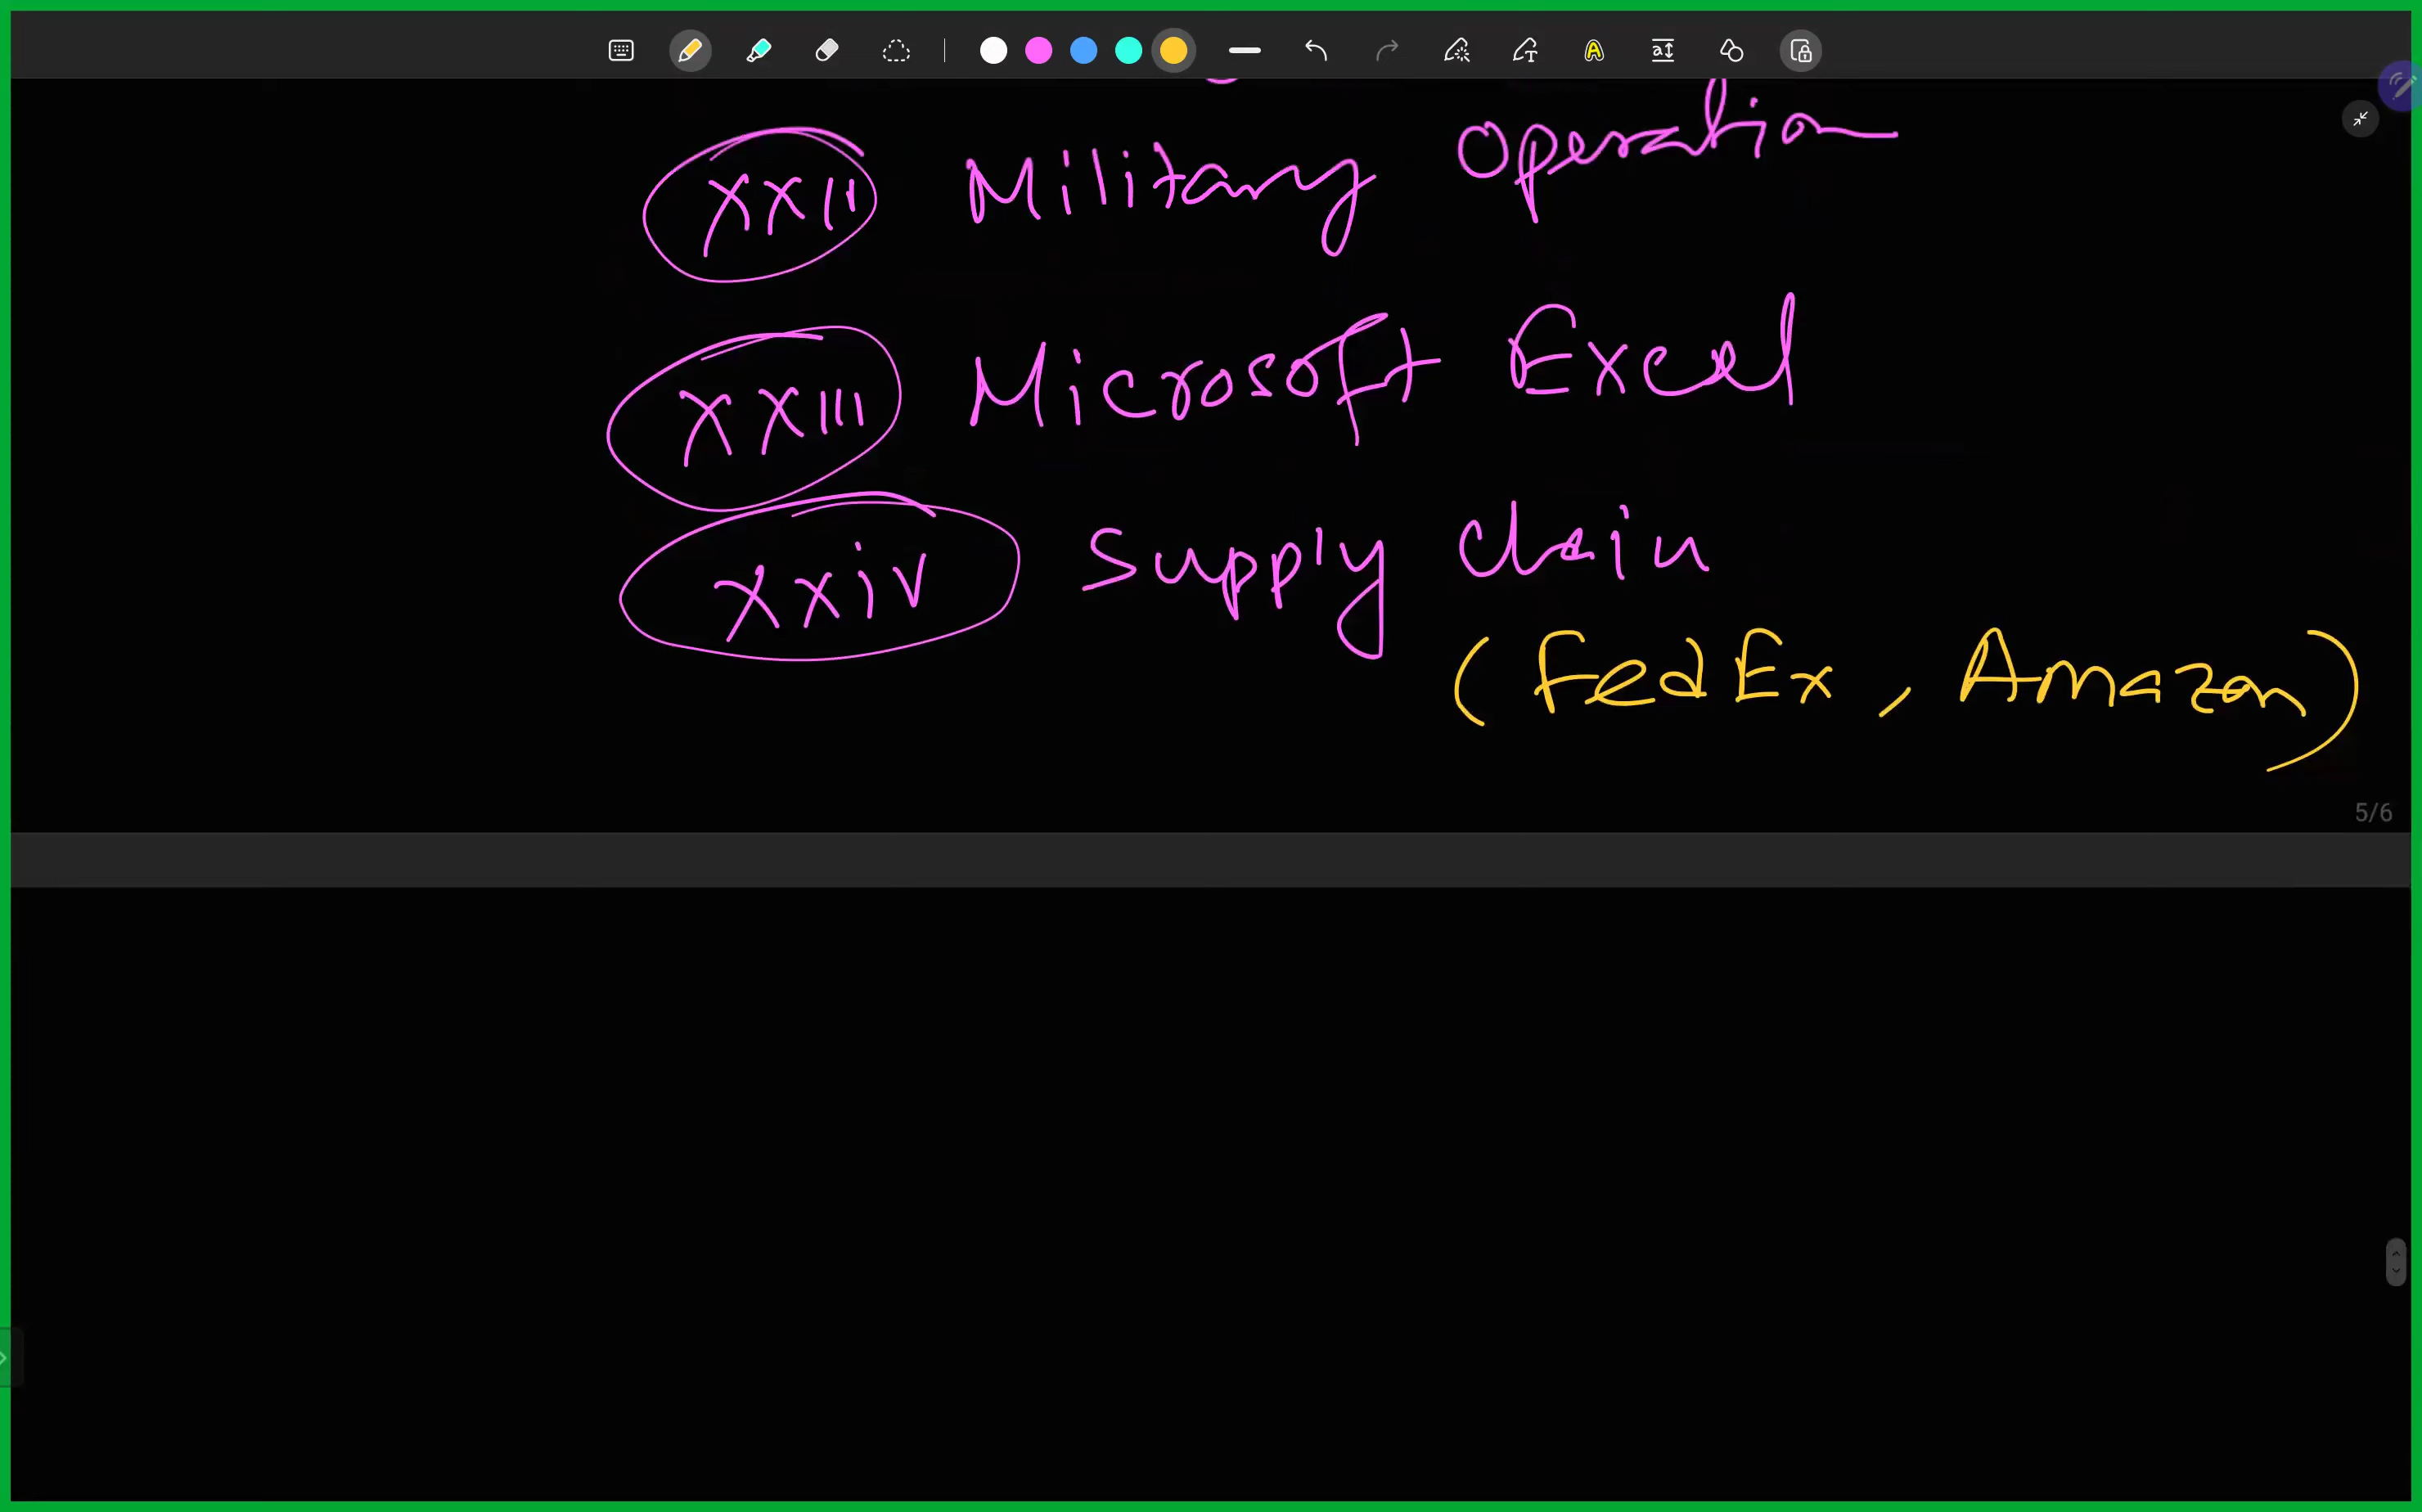 XXII Military Operation
XXIII Microsoft Excel
XXIV Supply chain
(FedEx, Amazon)
5/6